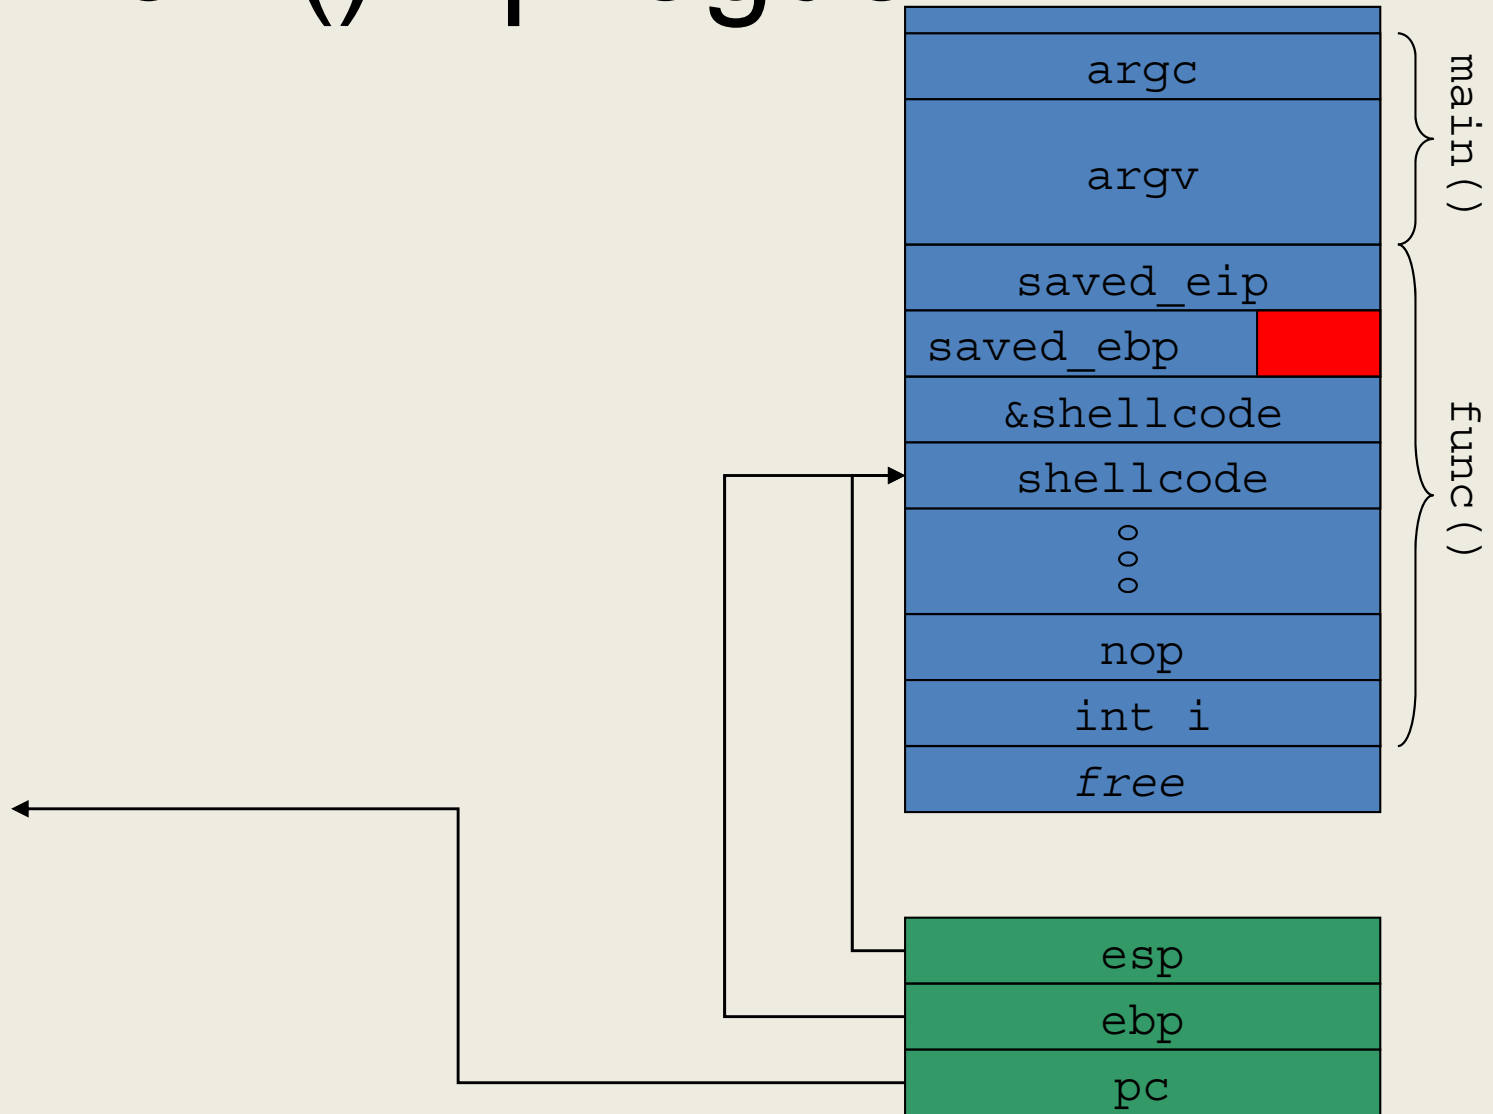 argc
argv
saved_eip
saved_ebp
&shellcode
shellcode
nop
int i
free
main()
func()
esp
ebp
pc